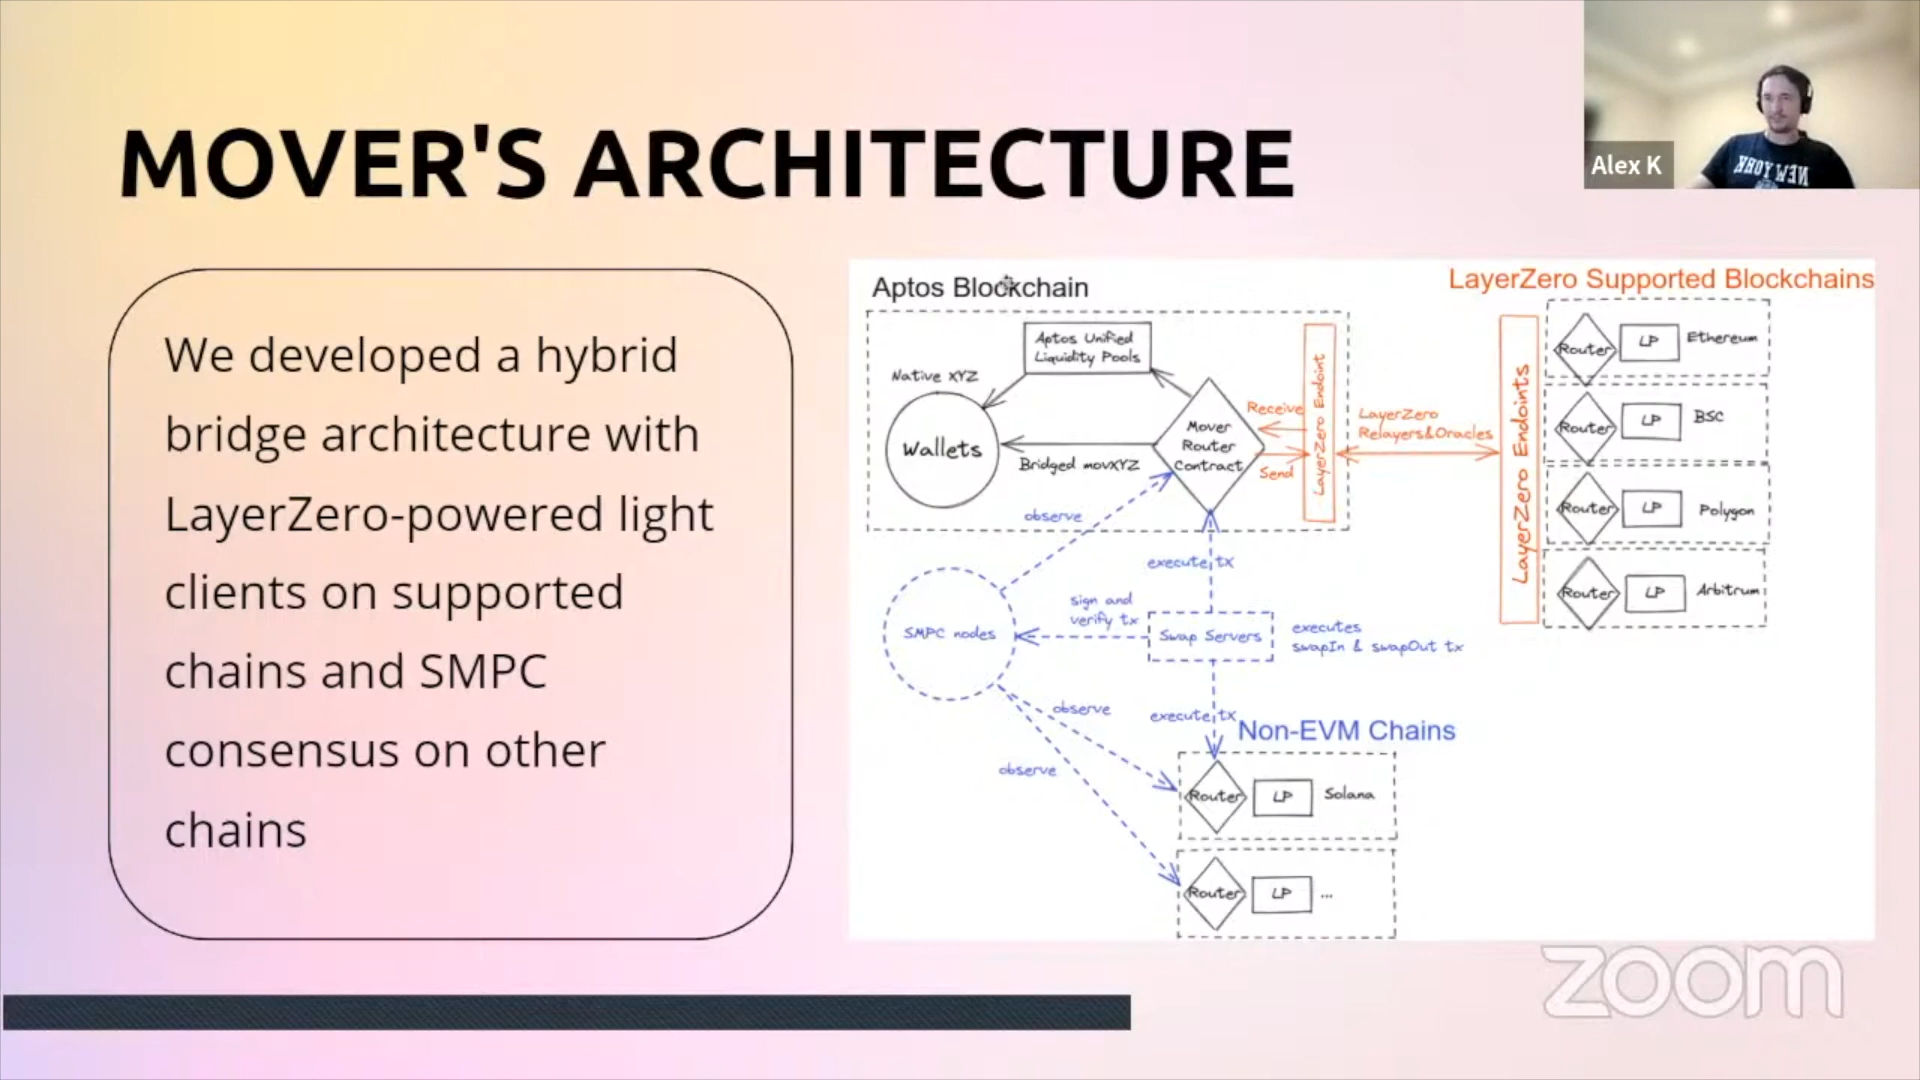 MOVER'S ARCHITECTURE
Alex K
NEW YORK
We developed a hybrid
bridge architecture with
LayerZero-powered light
clients on supported
chains and SMPC
consensus on other
chains
Aptos Blockchain
LayerZero Supported Blockchains
Aptos Unified
Liquidity Pools
Native XYZ
Wallets
Bridged movXYZ
Mover
Router
Contract
Receive
Send
LayerZero Endoint
LayerZero
Relayers&Oracles
LayerZero Endpoints
Router
LP
Ethereum
Router
LP
BSC
Router
LP
Polygon
Router
LP
Arbitrum
observe
execute tx
SMPC nodes
sign and
verify tx
Swap Servers
executes
swapIn & swapOut tx
observe
execute tx
observe
Non-EVM Chains
Router
LP
Solana
Router
LP
...
zoom